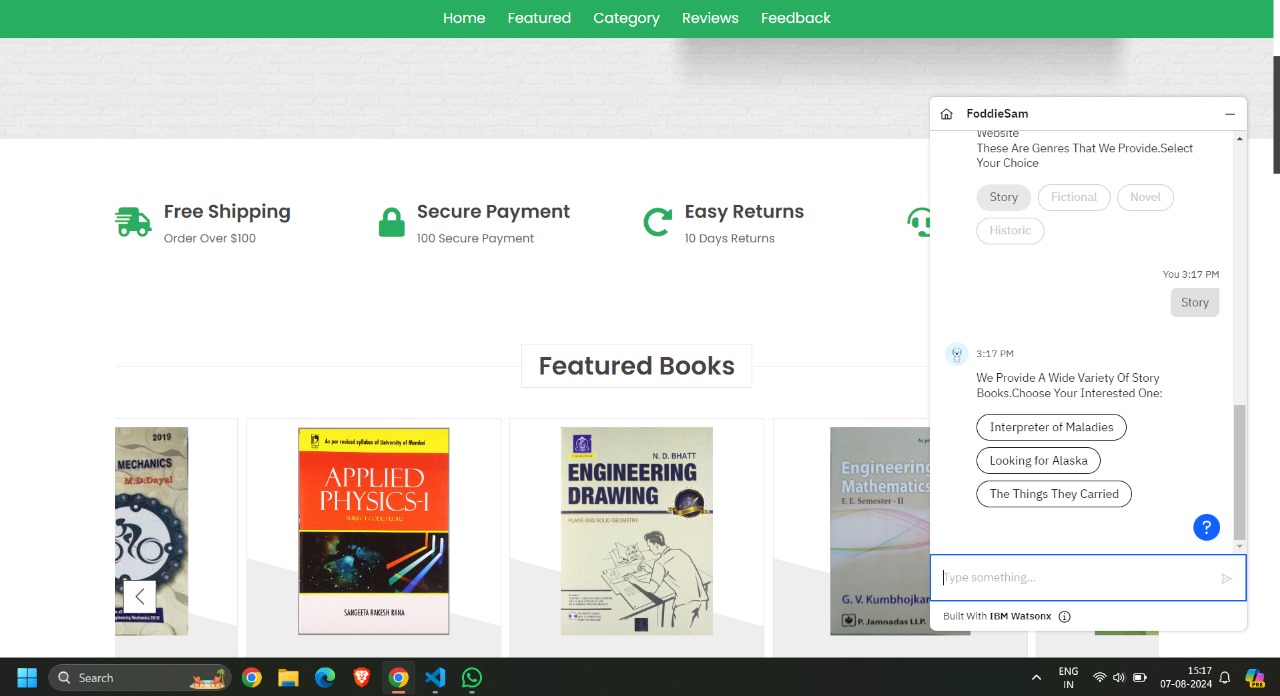 Home Featured Category Reviews Feedback
Free Shipping
Order Over $100
Secure Payment
100 Secure Payment
Easy Returns
10 Days Returns
Featured Books
2019
MECHANICS
M.D.Dayal
Engineering Mechanics 2019
As per revised syllabus of University of Mumbai
APPLIED
PHYSICS-I
SANGEETA RAKESH RANA
CHAROTAR
N. D. BHATT
ENGINEERING
DRAWING
PLANE AND SOLID GEOMETRY
Engineering
Mathematics
F. E. Semester - II
G. V. Kumbhojkar
P. Jamnadas LLP.
FoddieSam
Website
These Are Genres That We Provide.Select
Your Choice
Story Fictional Novel
Historic
You 3:17 PM
Story
3:17 PM
We Provide A Wide Variety Of Story
Books.Choose Your Interested One:
Interpreter of Maladies
Looking for Alaska
The Things They Carried
?
Type something...
Built With IBM Watsonx
Search
ENG
IN
15:17
07-08-2024
PRE